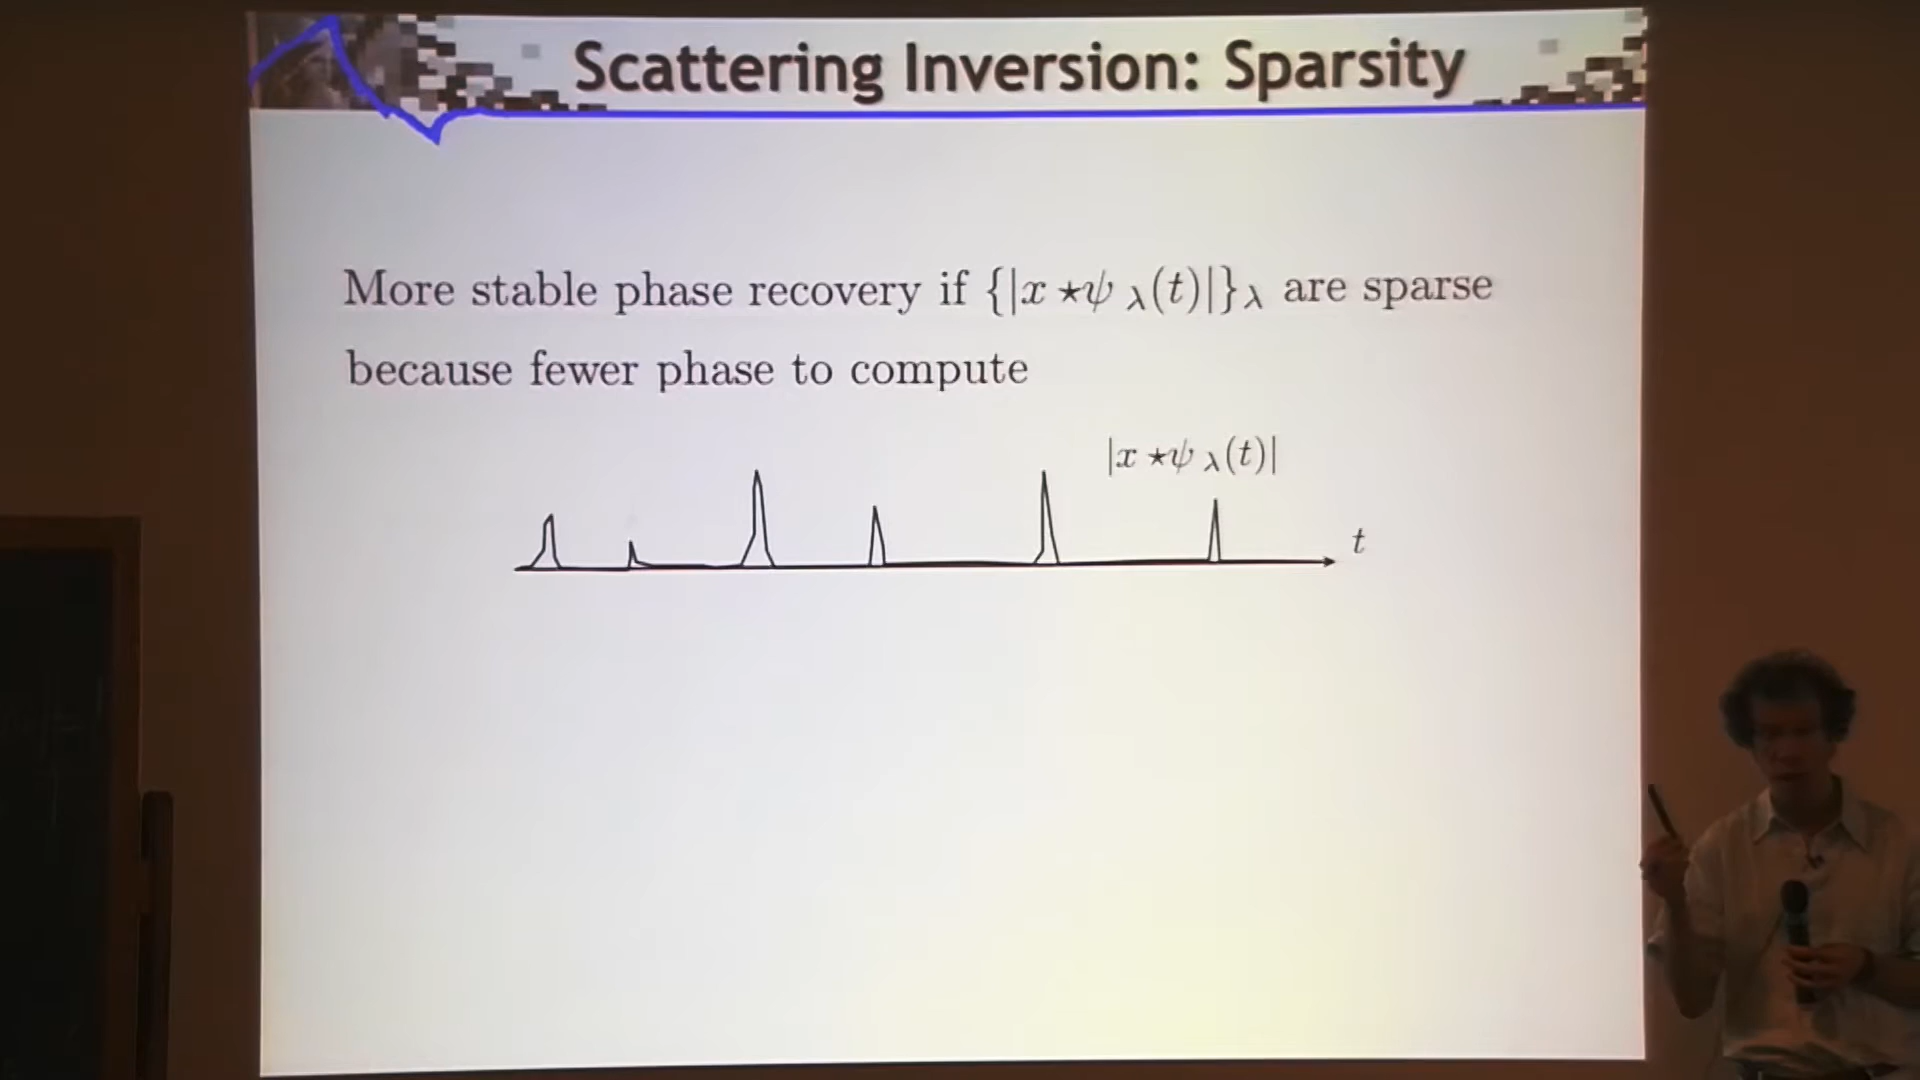 Scattering Inversion: Sparsity
More stable phase recovery if {|x ⋆ψ λ(t)|}λ are sparse
because fewer phase to compute
|x ⋆ψ λ(t)|
t